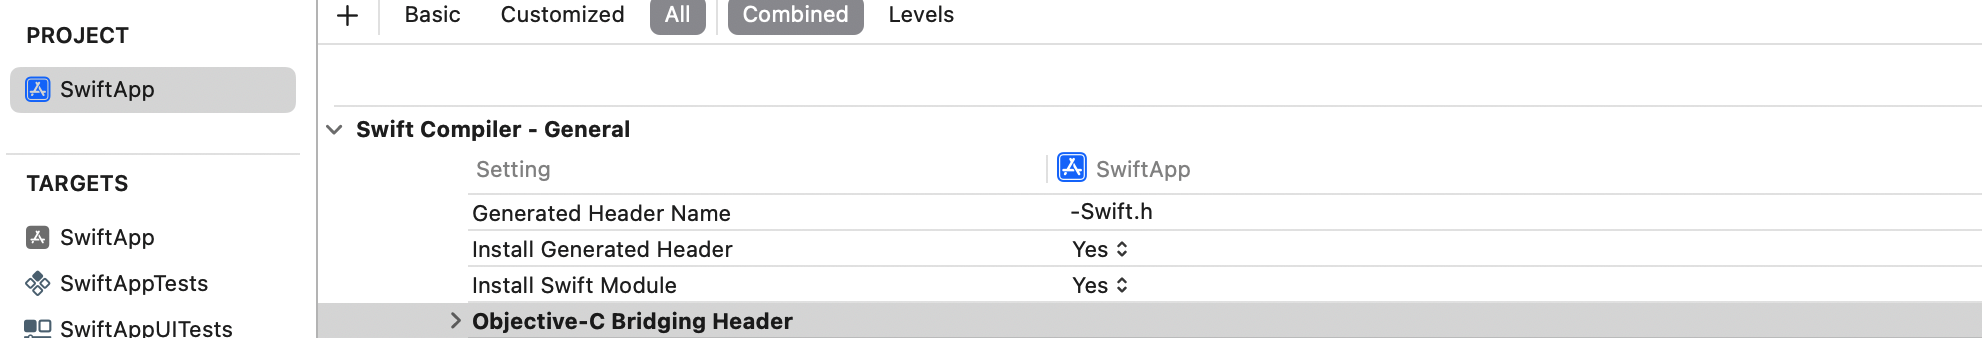 Basic Customized All Combined Levels
PROJECT
SwiftApp
TARGETS
SwiftApp
SwiftAppTests
SwiftAppUITests
Swift Compiler - General
Setting SwiftApp
Generated Header Name -Swift.h
Install Generated Header Yes
Install Swift Module Yes
Objective-C Bridging Header